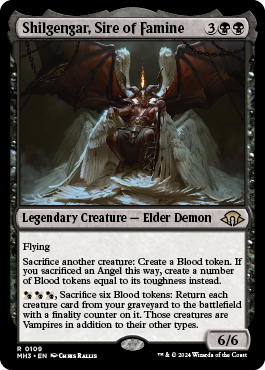 Shilgengar, Sire of Famine 3
Legendary Creature — Elder Demon
Flying
Sacrifice another creature: Create a Blood token. If
you sacrificed an Angel this way, create a number
of Blood tokens equal to its toughness instead.
, Sacrifice six Blood tokens: Return each
creature card from your graveyard to the battlefield
with a finality counter on it. Those creatures are
Vampires in addition to their other types.
6/6
R 0109
MH3 • EN Chris Rallis
™ & © 2024 Wizards of the Coast